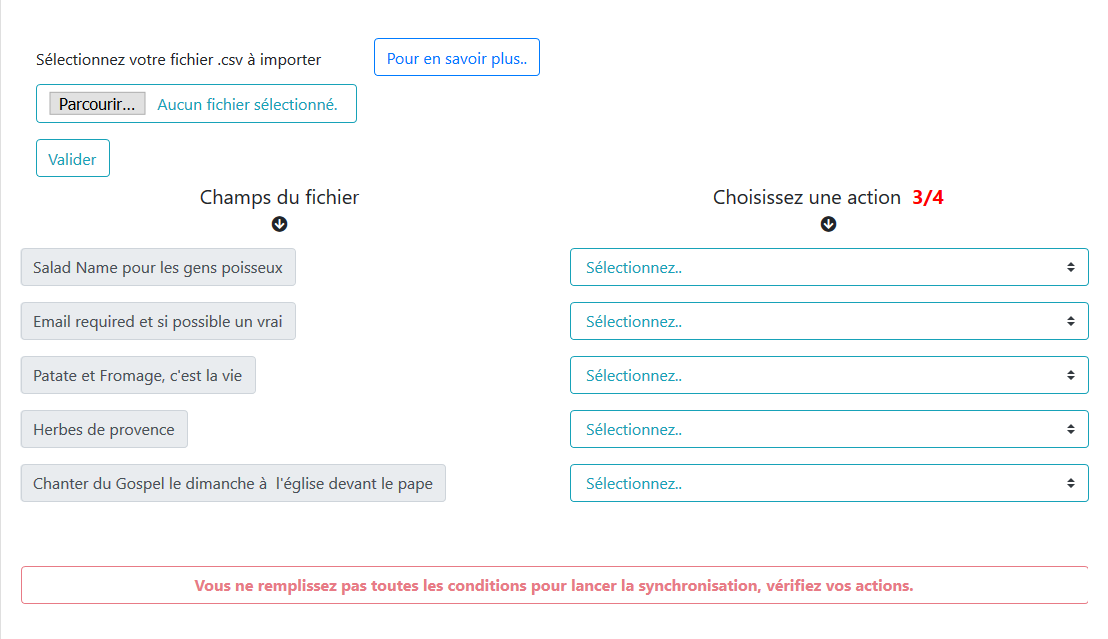 Sélectionnez votre fichier .csv à importer
Pour en savoir plus..
Parcourir... Aucun fichier sélectionné.
Valider
Champs du fichier
Choisissez une action 3/4
Salad Name pour les gens poisseux
Sélectionnez..
Email required et si possible un vrai
Sélectionnez..
Patate et Fromage, c'est la vie
Sélectionnez..
Herbes de provence
Sélectionnez..
Chanter du Gospel le dimanche à  l'église devant le pape
Sélectionnez..
Vous ne remplissez pas toutes les conditions pour lancer la synchronisation, vérifiez vos actions.